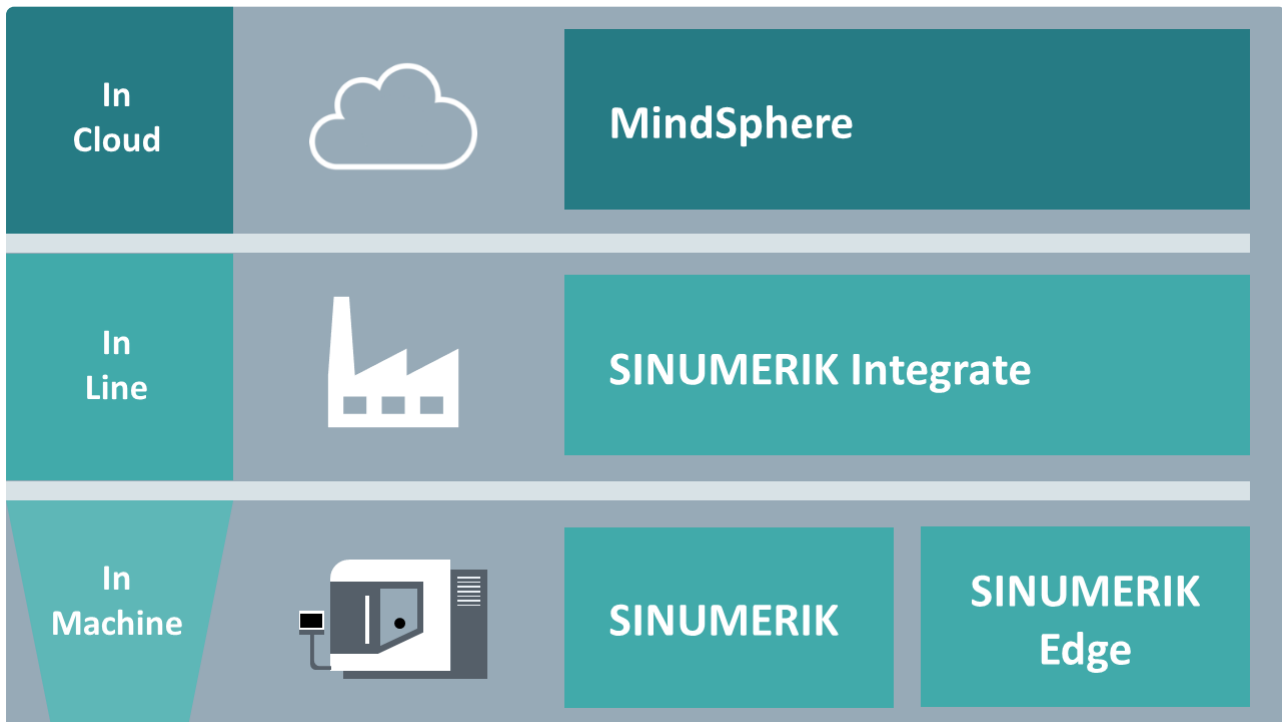 In
Cloud
MindSphere
In
Line
SINUMERIK Integrate
In
Machine
SINUMERIK
SINUMERIK
Edge